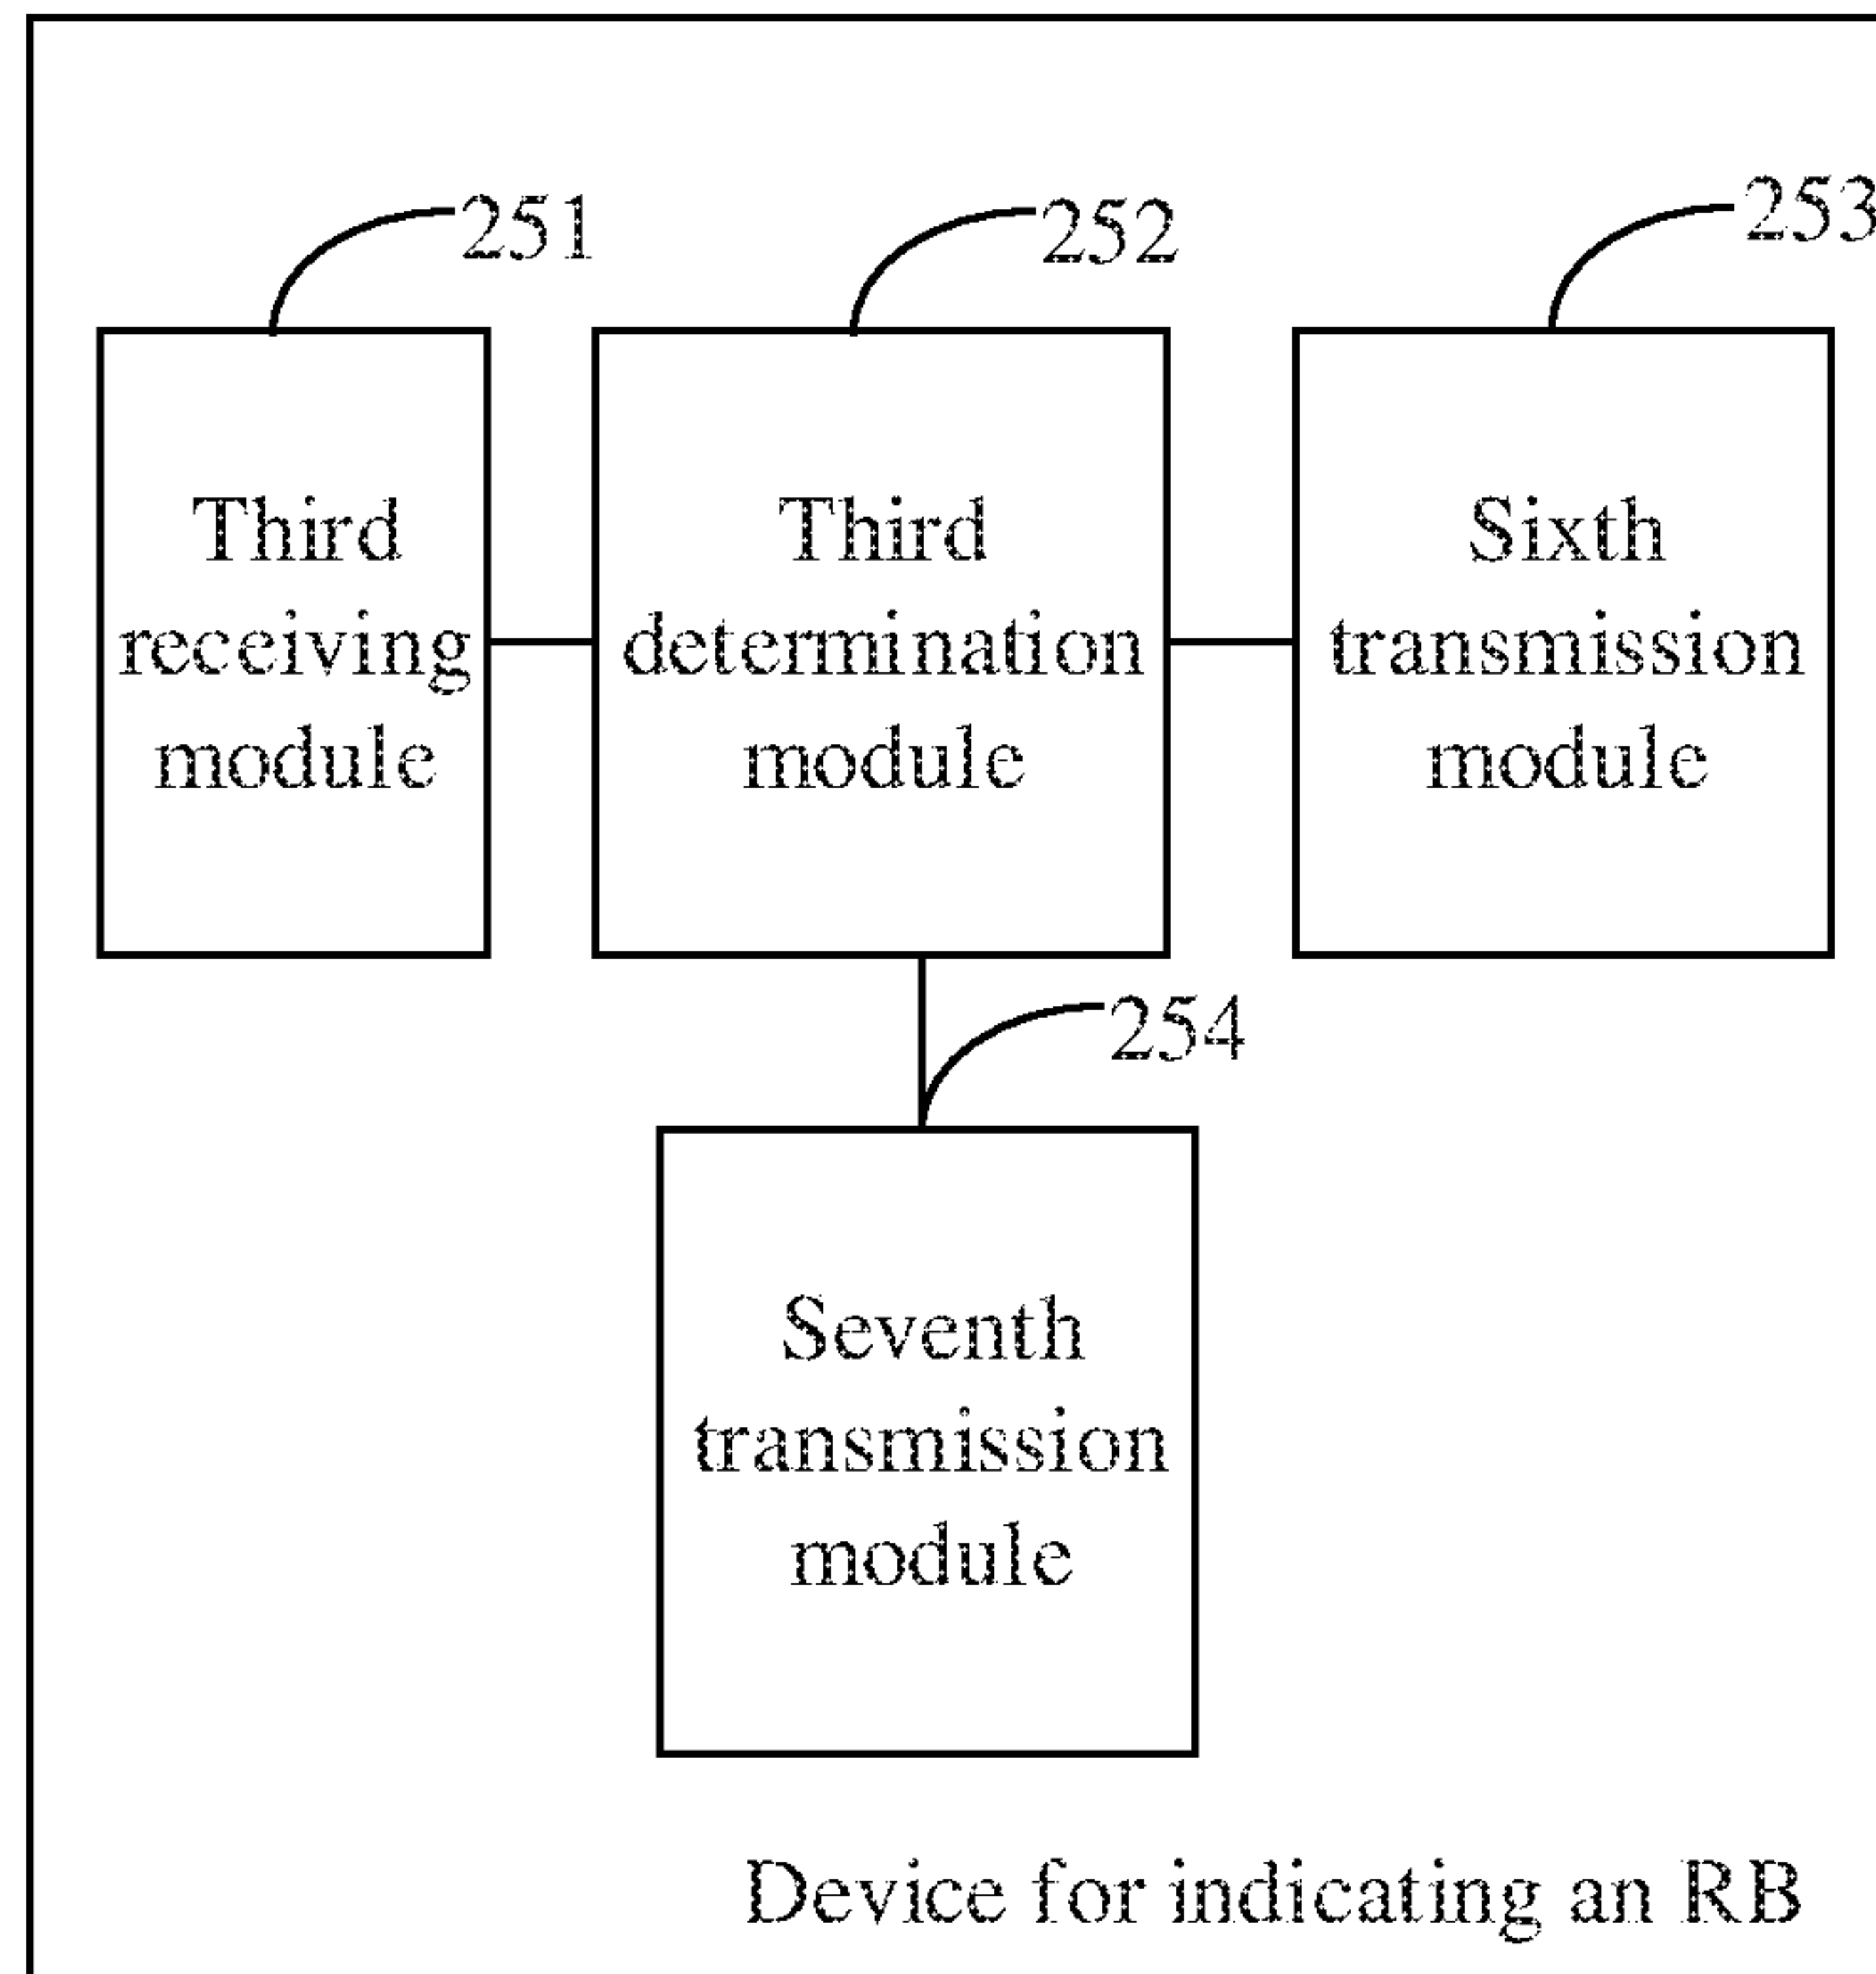 251
252
253
Third
receiving
module
Third
determination
module
Sixth
transmission
module
254
Seventh
transmission
module
Device for indicating an RB